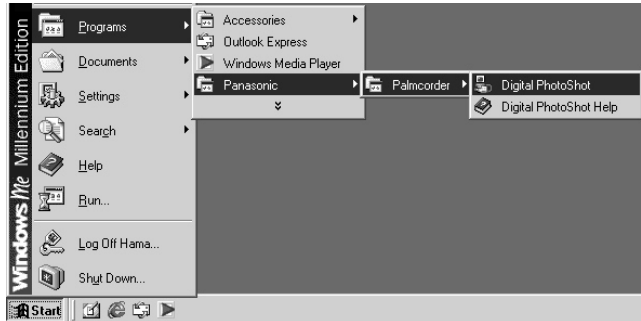 Windows Me Millennium Edition
Programs
Documents
Settings
Search
Help
Run...
Log Off Hama...
Shut Down...
Accessories
Outlook Express
Windows Media Player
Panasonic
Palmcorder
Digital PhotoShot
Digital PhotoShot Help
Start